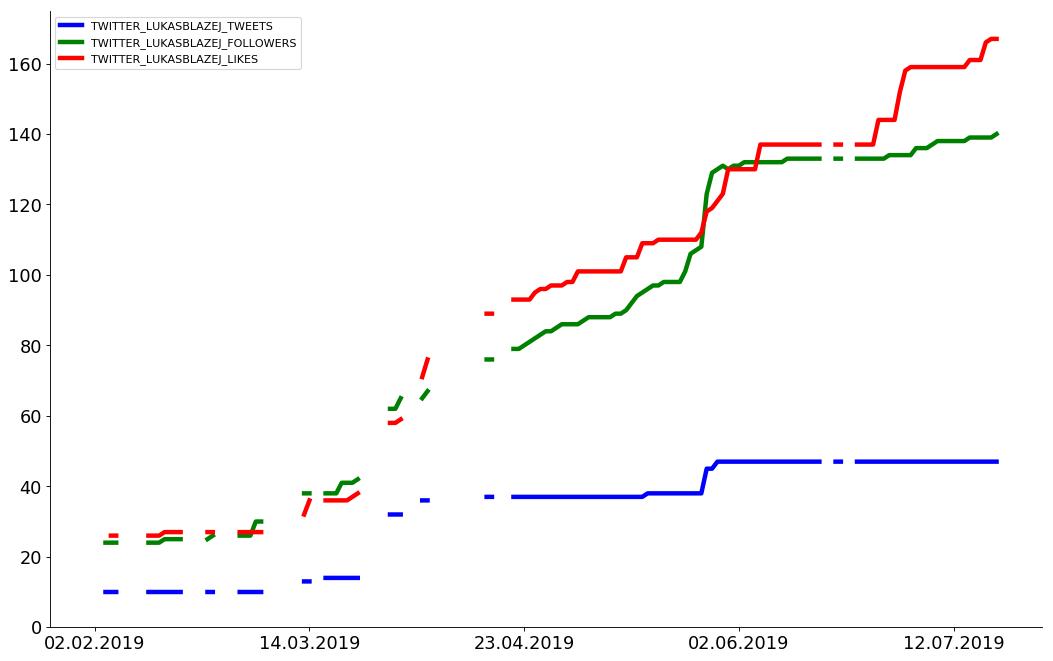 TWITTER_LUKASBLAZEJ_TWEETS
TWITTER_LUKASBLAZEJ_FOLLOWERS
TWITTER_LUKASBLAZEJ_LIKES
160
140
120
100
80
60
40
20
0
02.02.2019 14.03.2019 23.04.2019 02.06.2019 12.07.2019